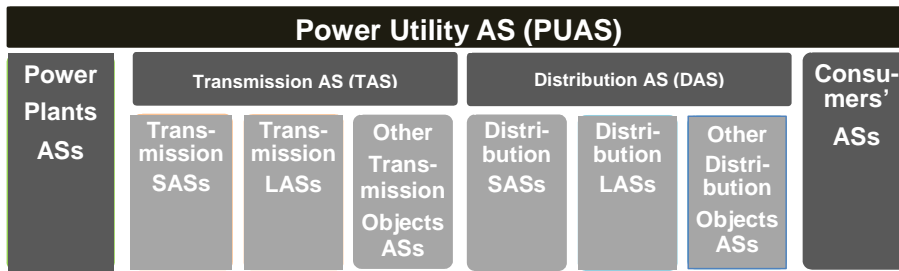 Power Utility AS (PUAS)
Power
Plants
ASs
Transmission AS (TAS)
Trans-
mission
SASs
Trans-
mission
LASs
Other
Trans-
mission
Objects
ASs
Distribution AS (DAS)
Distri-
bution
SASs
Distri-
bution
LASs
Other
Distri-
bution
Objects
ASs
Consu-
mers’
ASs